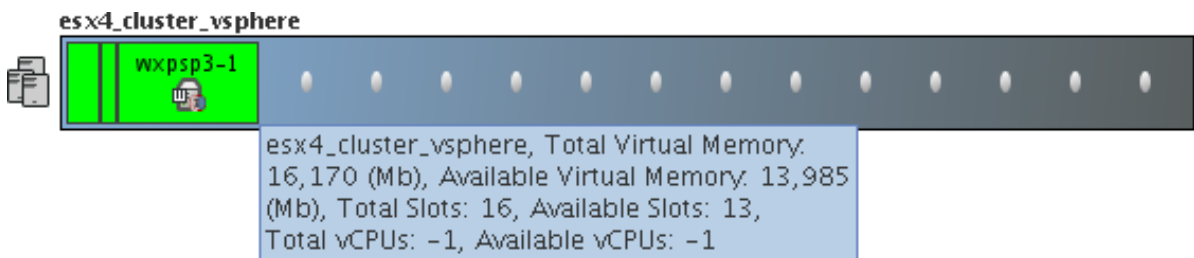 esx4_cluster_vsphere
wxpsp3-1
esx4_cluster_vsphere, Total Virtual Memory:
16,170 (Mb), Available Virtual Memory: 13,985
(Mb), Total Slots: 16, Available Slots: 13,
Total vCPUs: -1, Available vCPUs: -1